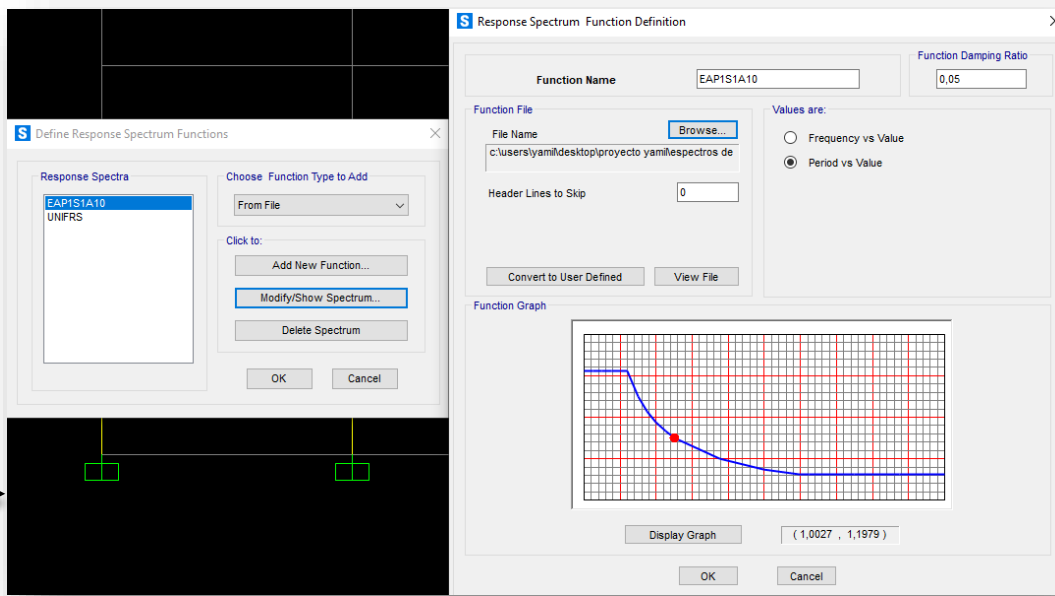 S Response Spectrum Function Definition
Function Name
EAP1S1A10
Function Damping Ratio
0,05
Function File
File Name
Browse...
c:\users\yamil\desktop\proyecto yamil\espectros de
Header Lines to Skip
0
Convert to User Defined
View File
Values are:
Frequency vs Value
Period vs Value
Function Graph
Display Graph
( 1,0027 , 1,1979 )
OK
Cancel
S Define Response Spectrum Functions
Response Spectra
EAP1S1A10
UNIFRS
Choose Function Type to Add
From File
Click to:
Add New Function...
Modify/Show Spectrum...
Delete Spectrum
OK
Cancel